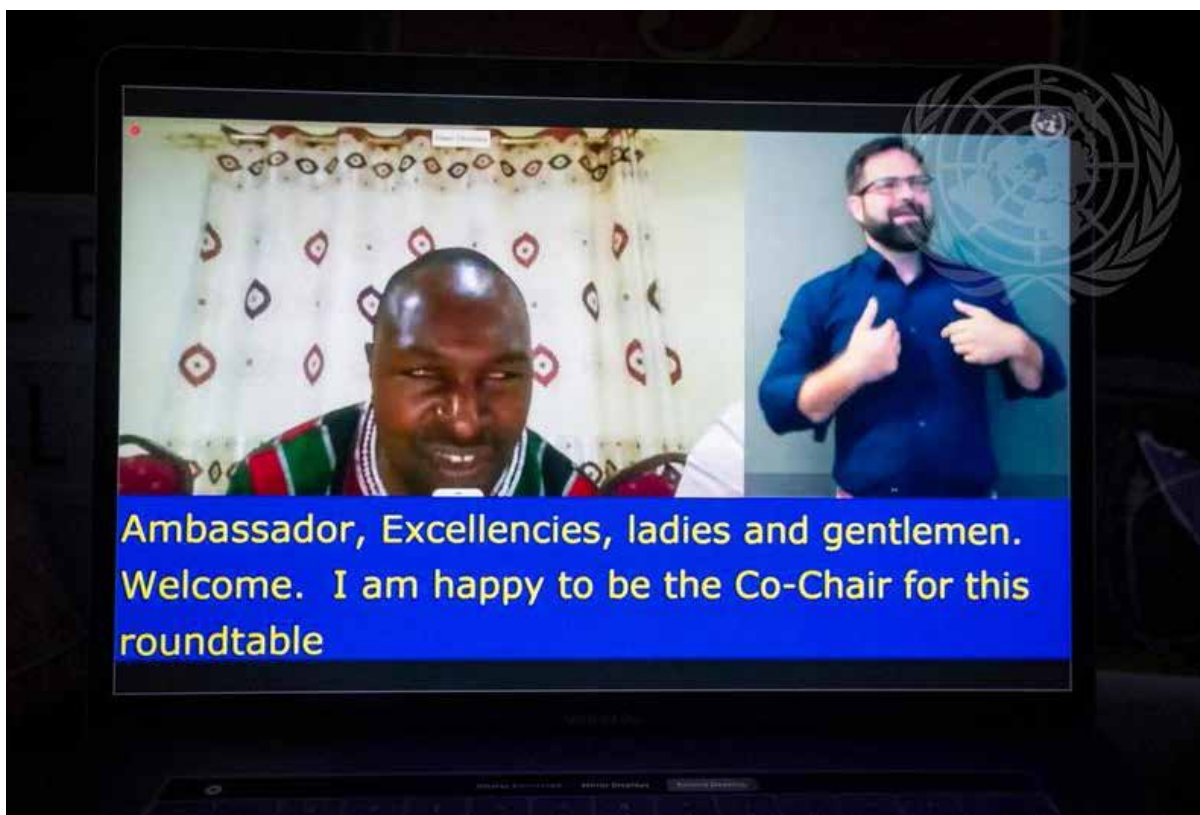 Ambassador, Excellencies, ladies and gentlemen.
Welcome.  I am happy to be the Co-Chair for this
roundtable